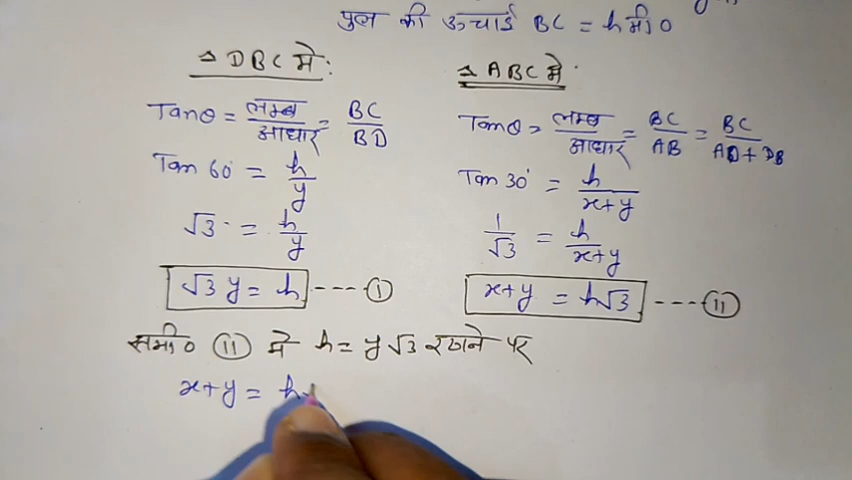 पुल की ऊचाई BC = h मी०
△ DBC मे:
Tanθ = लम्ब/आधार = BC/BD
Tan 60° = h/y
√3 = h/y
√3 y = h ----(I)
△ ABC मे:
Tanθ = लम्ब/आधार = BC/AB = BC/AD+DB
Tan 30° = h/x+y
1/√3 = h/x+y
x+y = h√3 ----(II)
समी० (II) मे h = y√3 रखने पर
x+y = h